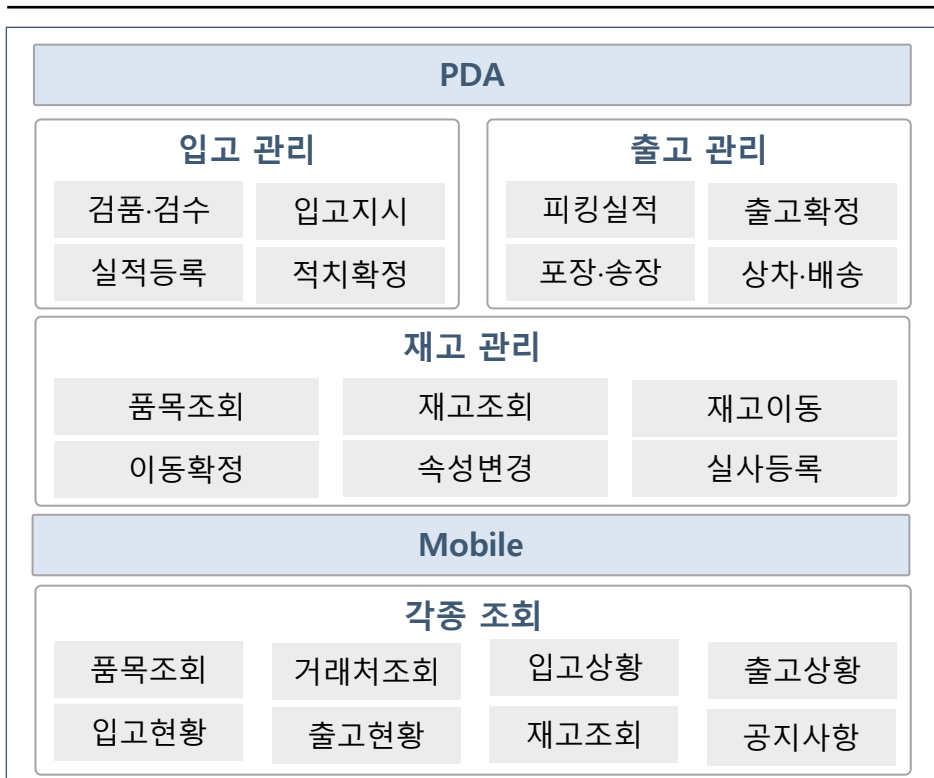 PDA
입고 관리
검품·검수 입고지시
실적등록 적치확정
출고 관리
피킹실적 출고확정
포장·송장 상차·배송
재고 관리
품목조회 재고조회 재고이동
이동확정 속성변경 실사등록
Mobile
각종 조회
품목조회 거래처조회 입고상황 출고상황
입고현황 출고현황 재고조회 공지사항